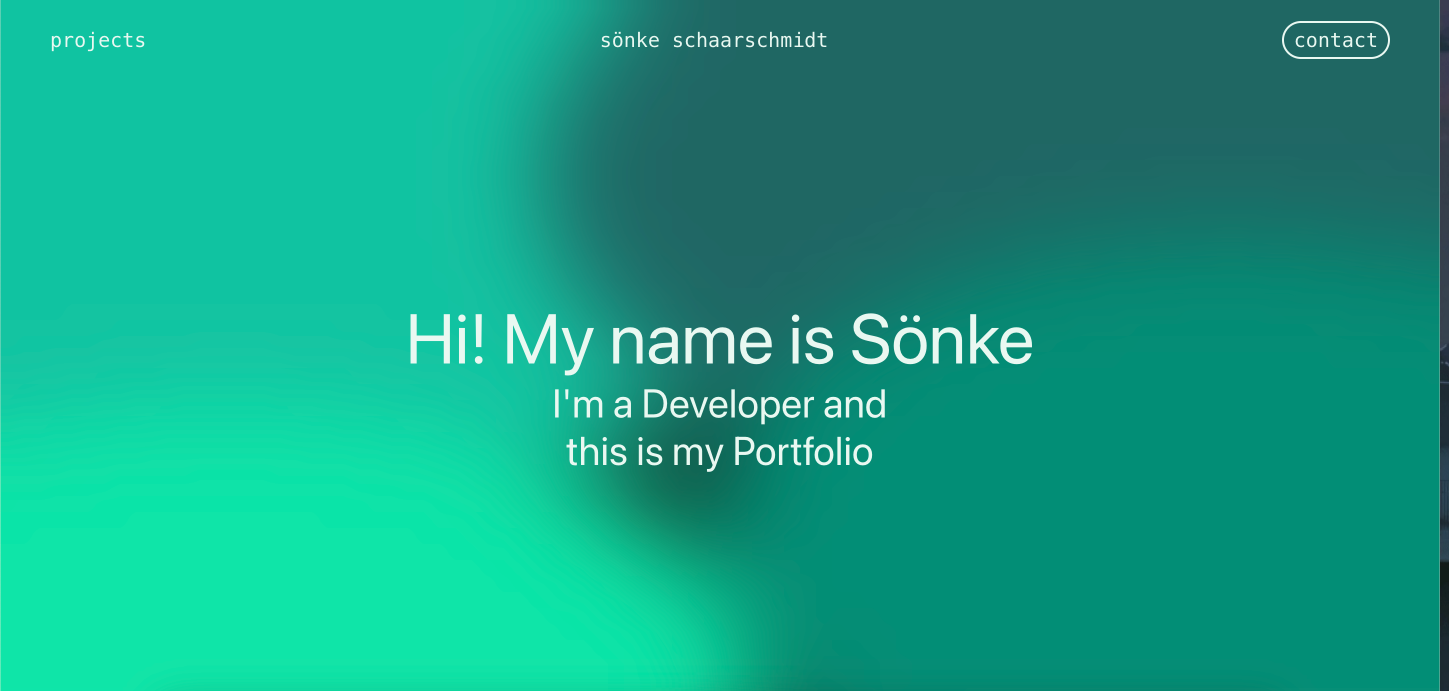 projects
sönke schaarschmidt
contact
Hi! My name is Sönke
I'm a Developer and
this is my Portfolio